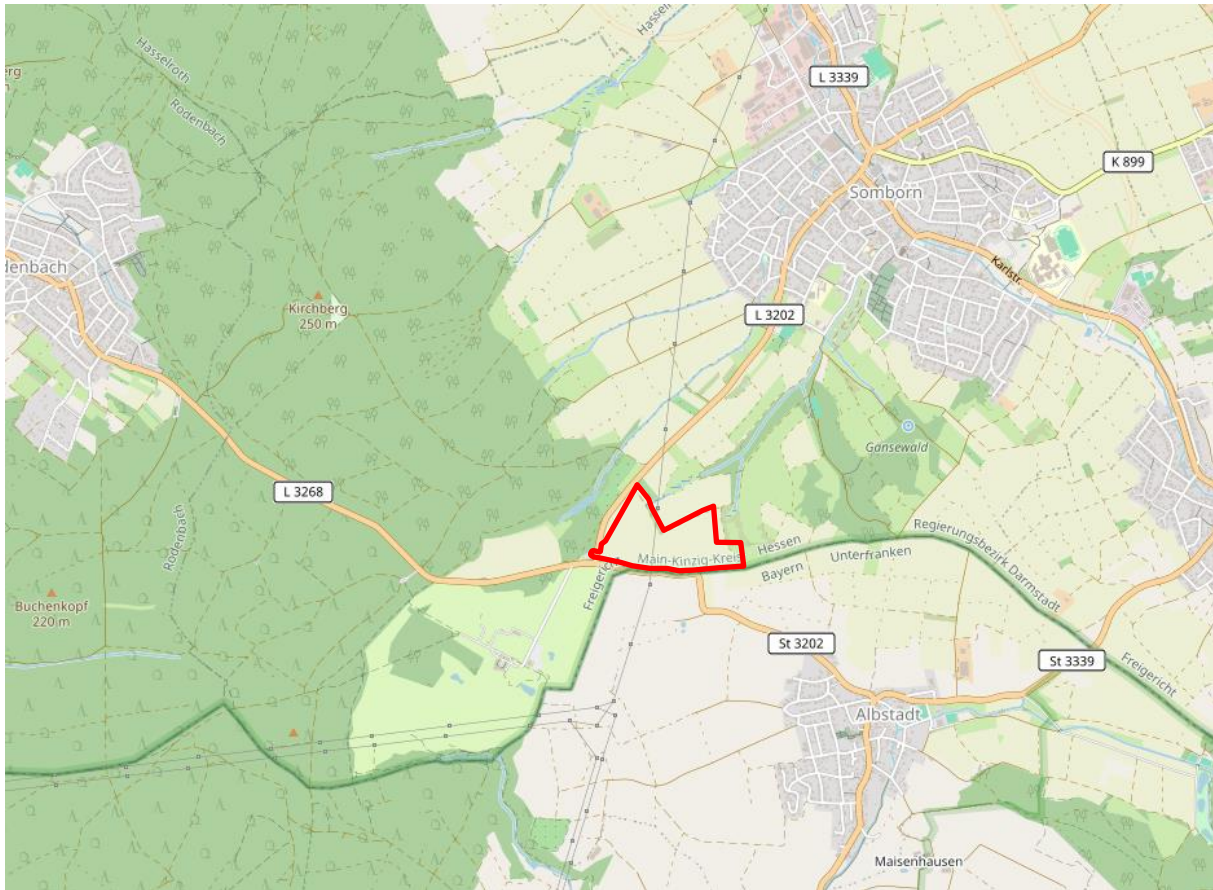 Hasselroth
Rodenbach
Hassel
L 3339
K 899
Somborn
Karlstr.
denbach
Kirchberg
250 m
L 3202
Gänsewald
L 3268
Rodenbach
Buchenkopf
220 m
Freigericht
Main-Kinzig-Kreis
Hessen
Bayern
Unterfranken
Regierungsbezirk Darmstadt
Freigericht
St 3202
St 3339
Albstadt
Maisenhausen